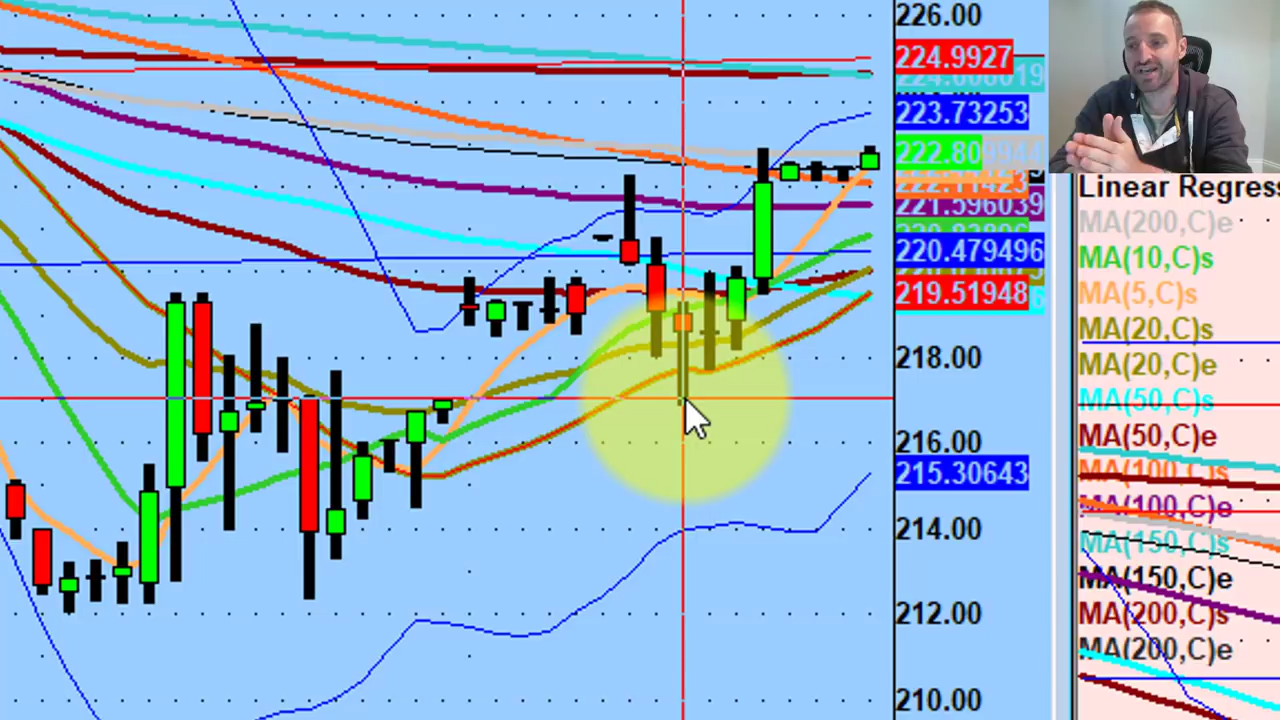 226.00
224.9927
223.73253
222.809
221.596039
220.479496
219.51948
218.00
216.00
215.30643
214.00
212.00
210.00
Linear Regres
MA(200,C)e
MA(10,C)s
MA(5,C)s
MA(20,C)s
MA(20,C)e
MA(50,C)s
MA(50,C)e
MA(100,C)s
MA(100,C)e
MA(150,C)s
MA(150,C)e
MA(200,C)s
MA(200,C)e